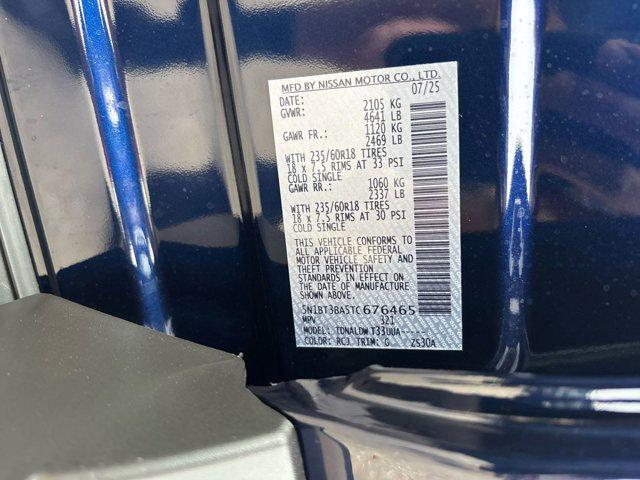 MFD BY NISSAN MOTOR CO., LTD.
DATE: 07/25
GVWR: 2105 KG
4641 LB
GAWR FR.: 1120 KG
2469 LB
WITH 235/60R18 TIRES
18 x 7.5 RIMS AT 33 PSI
COLD SINGLE
GAWR RR.: 1060 KG
2337 LB
WITH 235/60R18 TIRES
18 x 7.5 RIMS AT 30 PSI
COLD SINGLE
THIS VEHICLE CONFORMS TO
ALL APPLICABLE FEDERAL
MOTOR VEHICLE SAFETY AND
THEFT PREVENTION
STANDARDS IN EFFECT ON
THE DATE OF MANUFACTURE
SHOWN ABOVE.
5N1BT3BA5TC676465
MPV 321
MODEL: TDNALDW T33UUA-----
COLOR: RCJ TRIM: G 2S30A